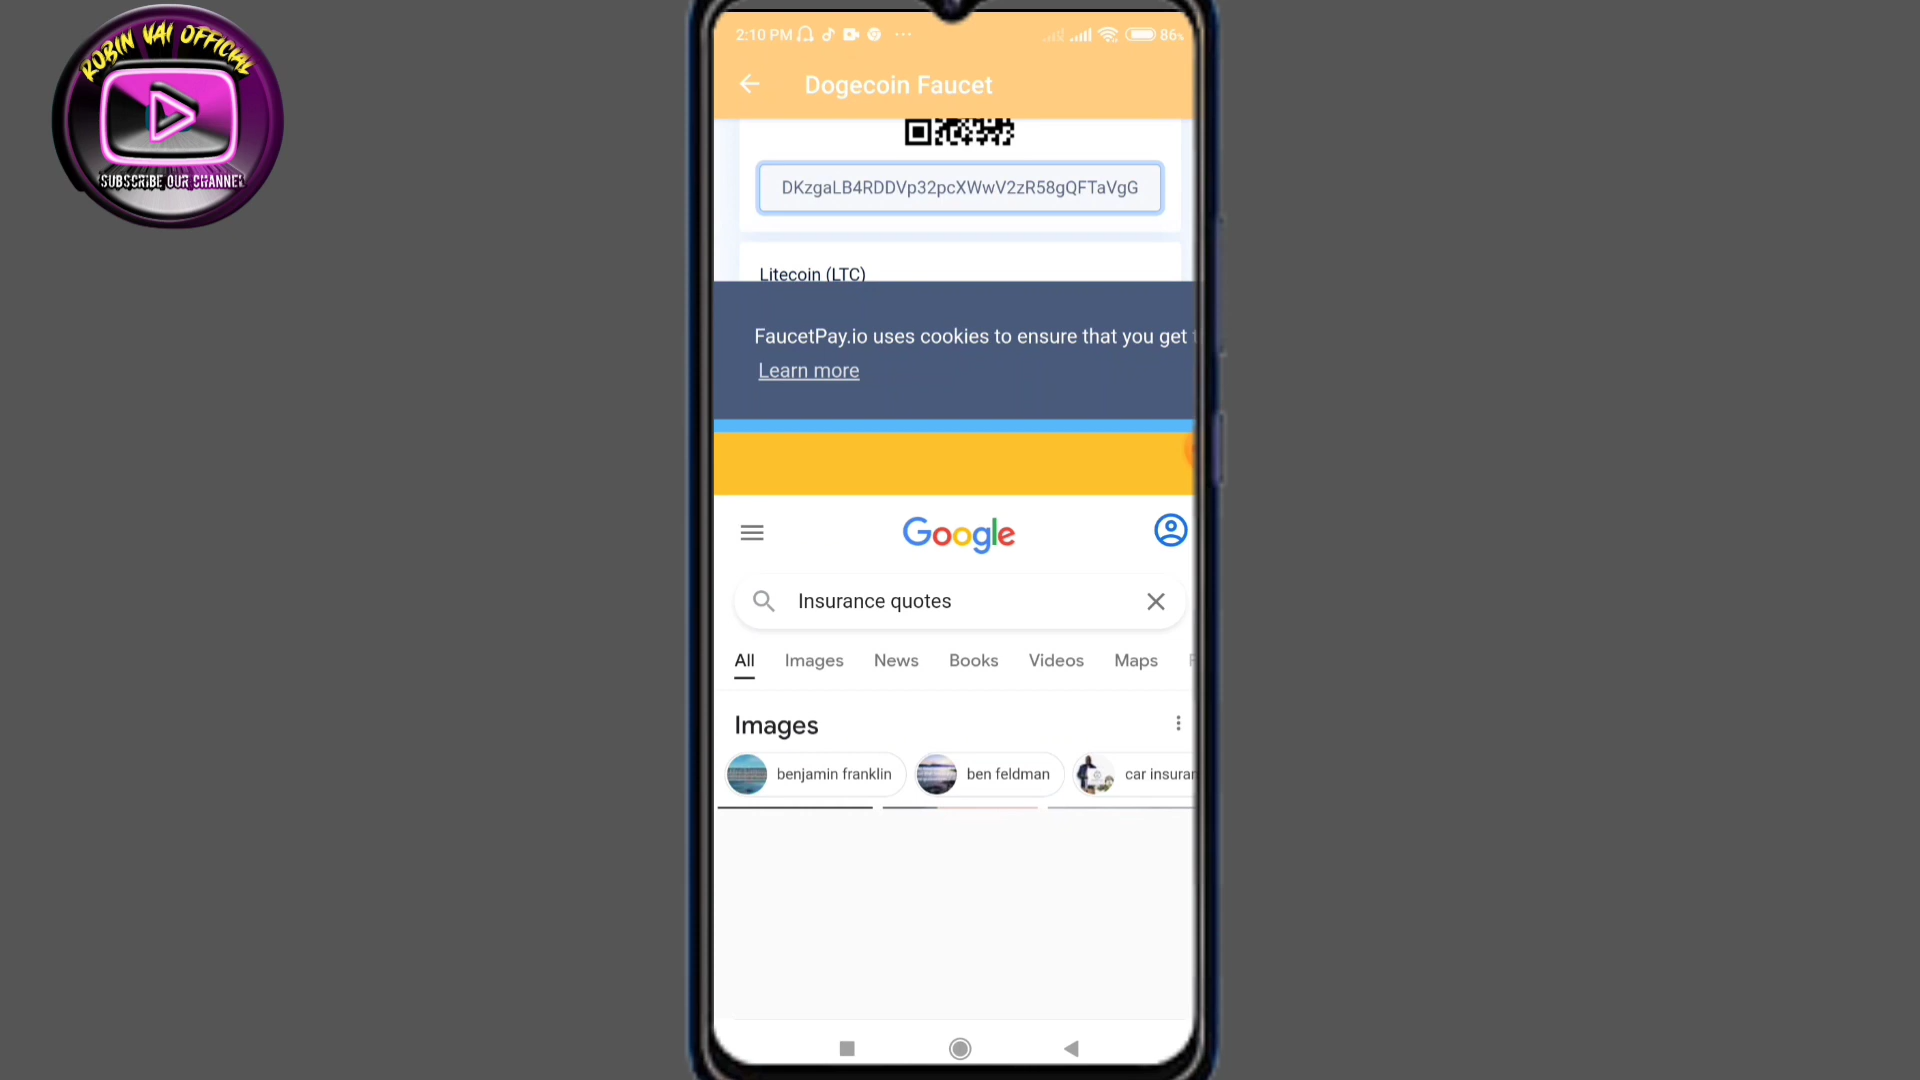 ROBIN VAI OFFICIAL
SUBSCRIBE OUR CHANNEL
2:10 PM
86%
Dogecoin Faucet
DKzgaLB4RDDVp32pcXWwV2zR58gQFTaVgG
Litecoin (LTC)
FaucetPay.io uses cookies to ensure that you get t
Learn more
Google
Insurance quotes
All Images News Books Videos Maps
Images
benjamin franklin ben feldman car insuran